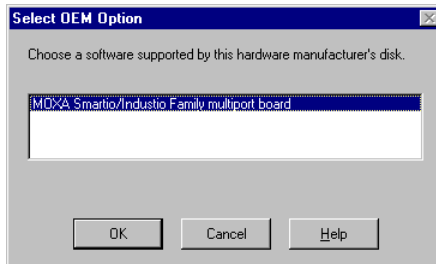 Select OEM Option
Choose a software supported by this hardware manufacturer's disk.
MOXA Smartio/Industio Family multiport board
OK Cancel Help